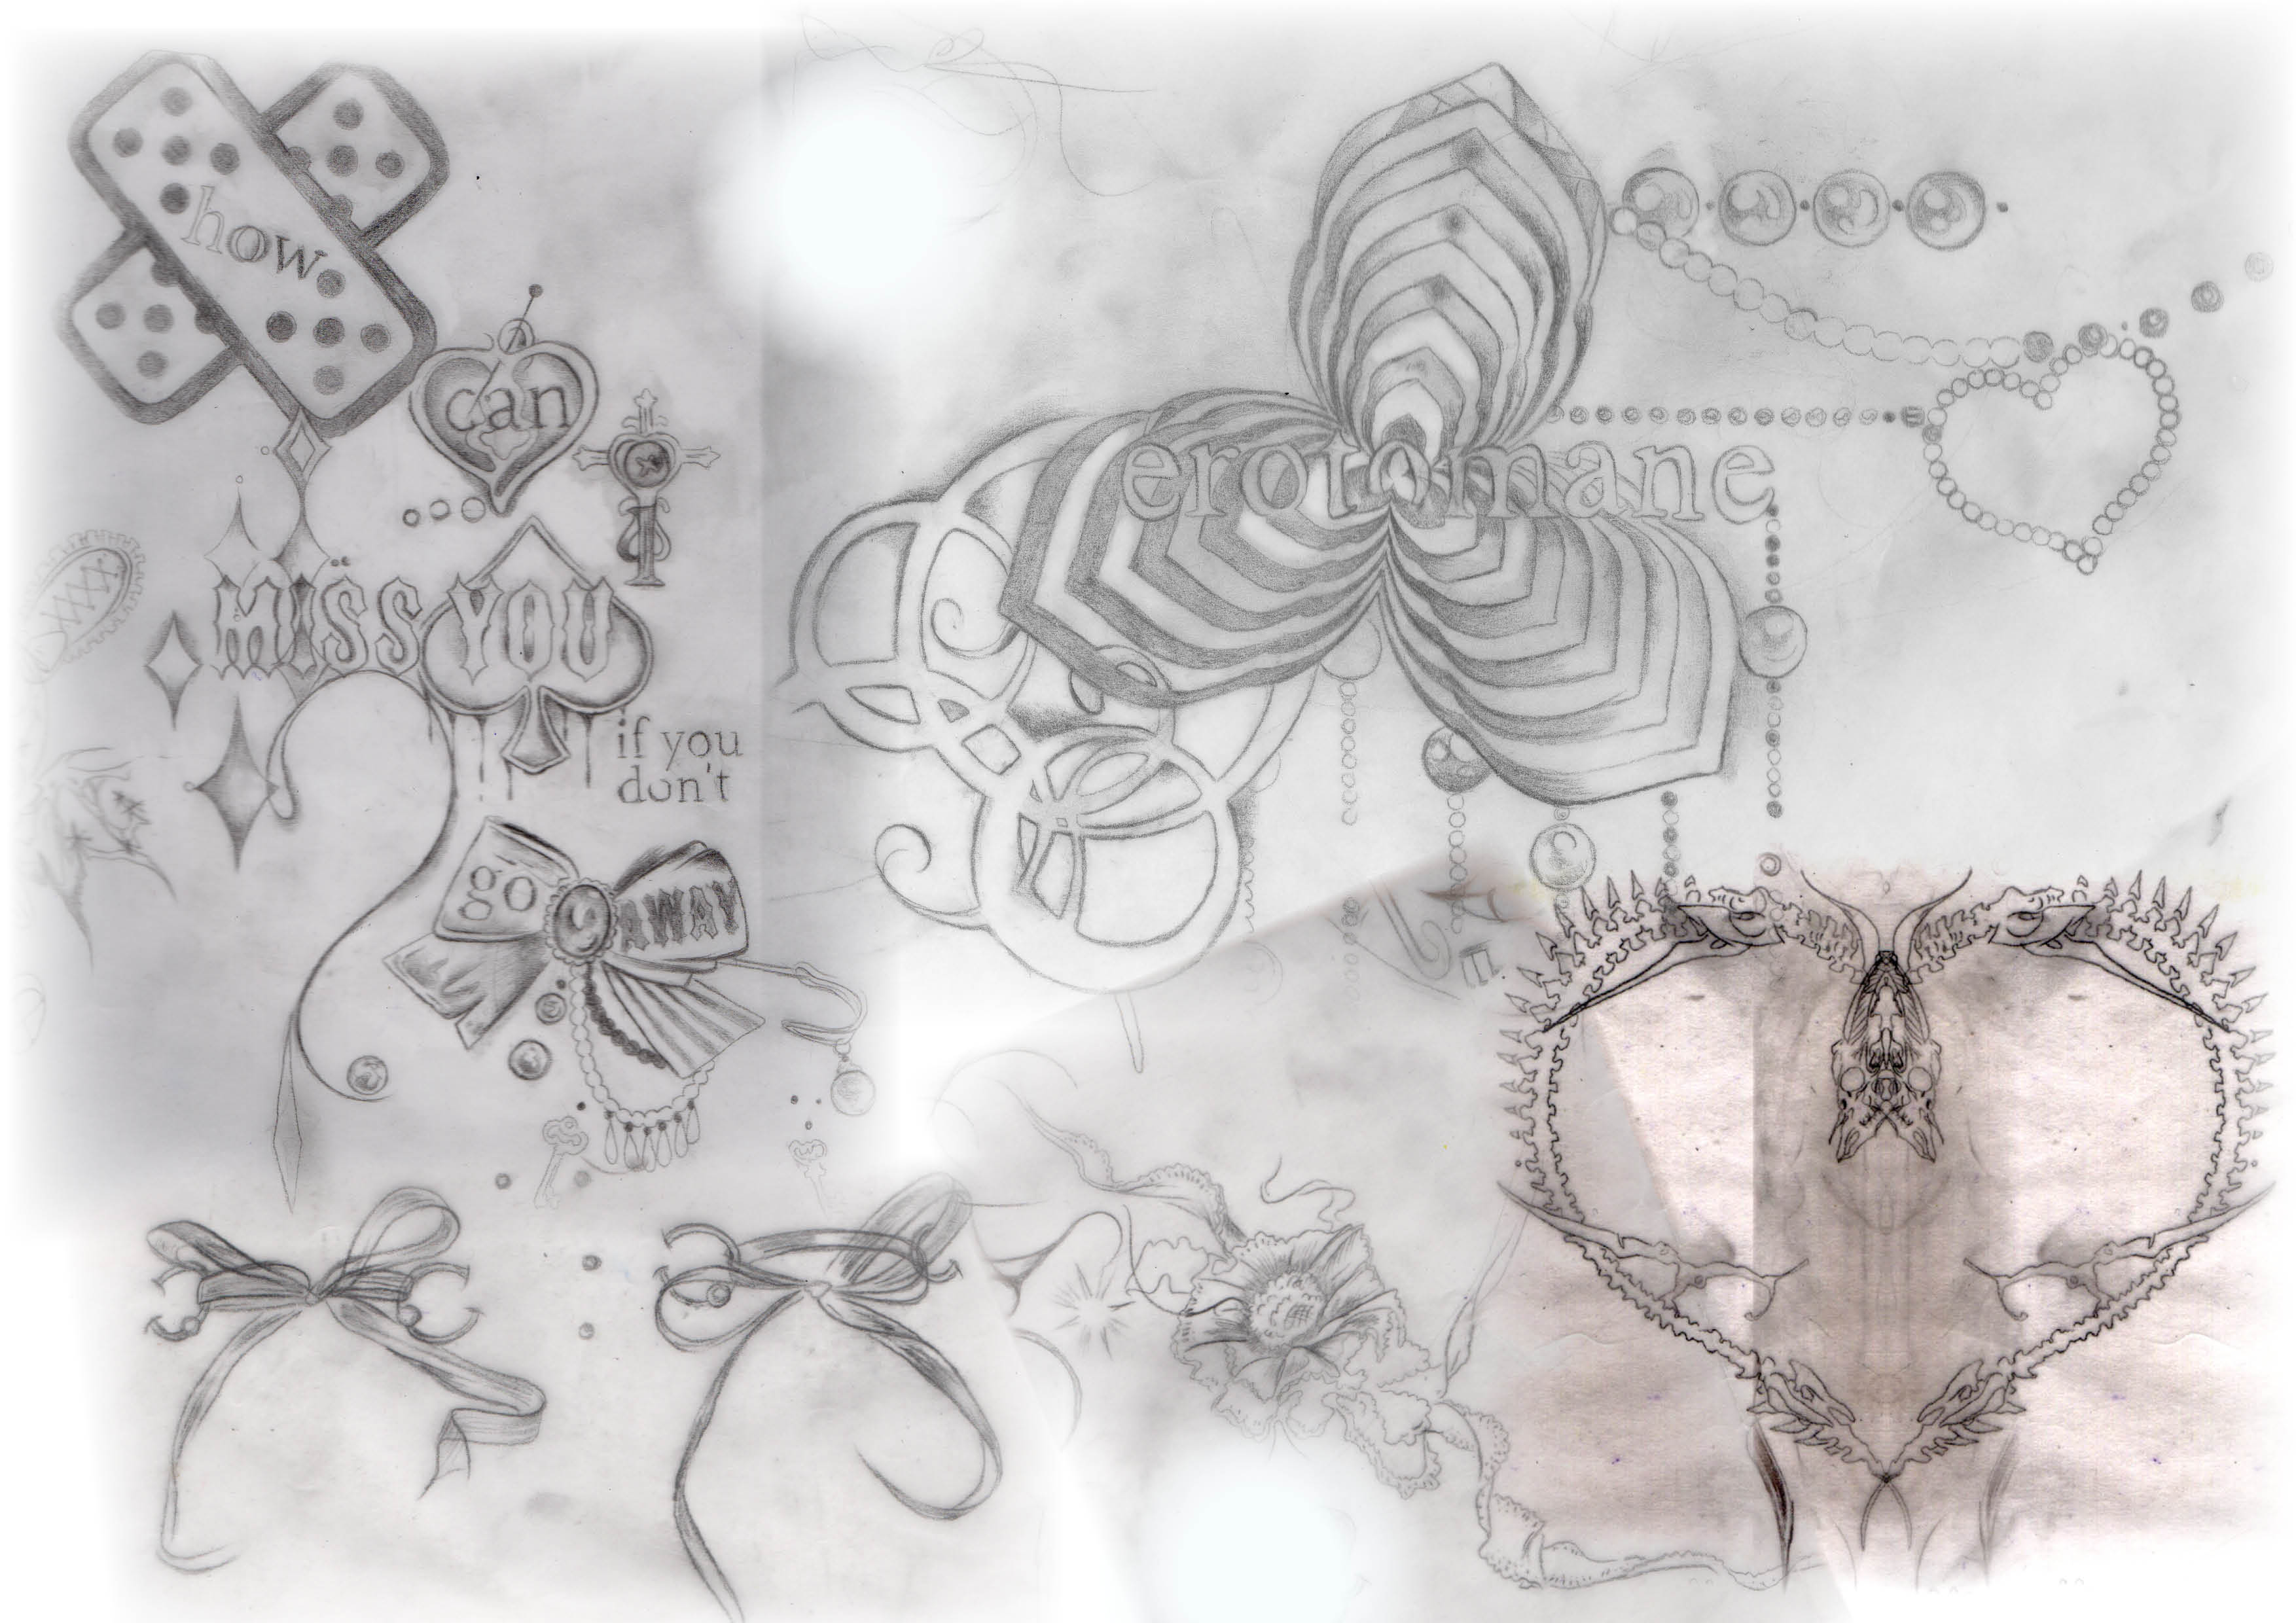 how
can
I
MISS YOU
if you
don't
go AWAY
erotomane